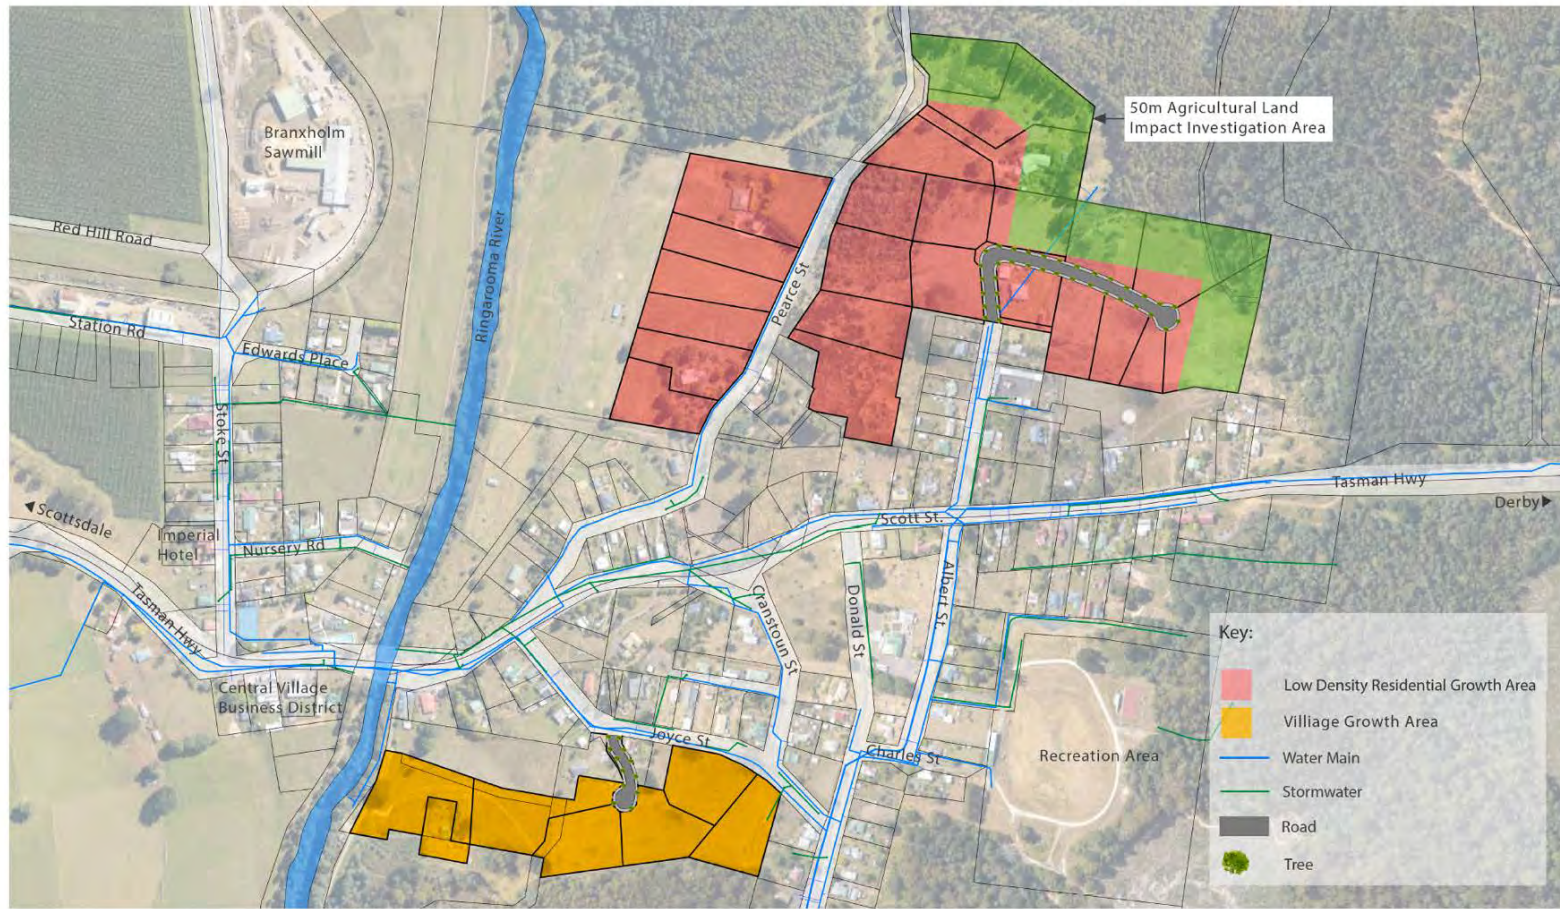 50m Agricultural Land
Impact Investigation Area
Branxholm
Sawmill
Red Hill Road
Ringarooma River
Pearce St
Station Rd
Edwards Place
Stoke St
Tasman Hwy
Derby
Scottsdale
Imperial
Hotel
Nursery Rd
Scott St.
Tasman Hwy
Cranstoun St
Donald St
Albert St
Central Village
Business District
Joyce St
Charles St
Recreation Area
Key:
Low Density Residential Growth Area
Villiage Growth Area
Water Main
Stormwater
Road
Tree